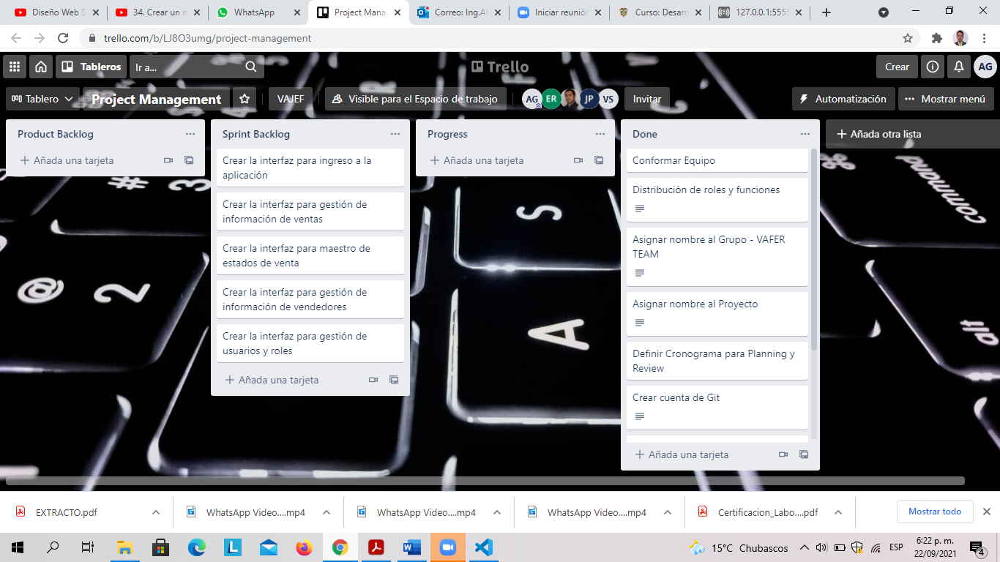 Diseño Web S
34. Crear un m
WhatsApp
Project Mana
Correo: Ing.Al
Iniciar reunión
Curso: Desarr
127.0.0.1:5555
trello.com/b/LJ8O3umg/project-management
Tableros
Ir a...
Trello
Crear
AG
Tablero
Project Management
VAJEF
Visible para el Espacio de trabajo
AG
ER
JP
VS
Invitar
Automatización
Mostrar menú
Product Backlog
Añada una tarjeta
Sprint Backlog
Crear la interfaz para ingreso a la
aplicación
Crear la interfaz para gestión de
información de ventas
Crear la interfaz para maestro de
estados de venta
Crear la interfaz para gestión de
información de vendedores
Crear la interfaz para gestión de
usuarios y roles
Añada una tarjeta
Progress
Añada una tarjeta
Done
Conformar Equipo
Distribución de roles y funciones
Asignar nombre al Grupo - VAFER
TEAM
Asignar nombre al Proyecto
Definir Cronograma para Planning y
Review
Crear cuenta de Git
Añada una tarjeta
Añada otra lista
#
3
@
2
S
A
C
⌘
command
alt
EXTRACTO.pdf
WhatsApp Video....mp4
WhatsApp Video....mp4
WhatsApp Video....mp4
Certificacion_Labo....pdf
Mostrar todo
15°C Chubascos
ESP
6:22 p. m.
22/09/2021
4